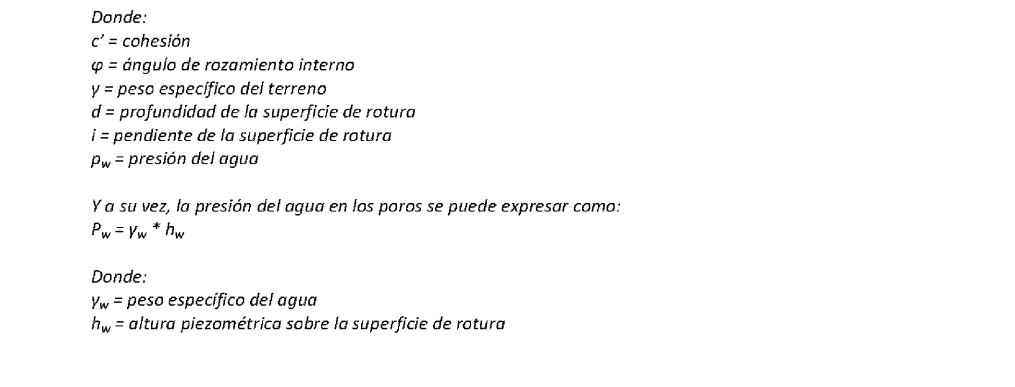 Donde:
c’ = cohesión
φ = ángulo de rozamiento interno
γ = peso específico del terreno
d = profundidad de la superficie de rotura
i = pendiente de la superficie de rotura
pw = presión del agua
Y a su vez, la presión del agua en los poros se puede expresar como:
Pw = γw * hw
Donde:
γw = peso específico del agua
hw = altura piezométrica sobre la superficie de rotura